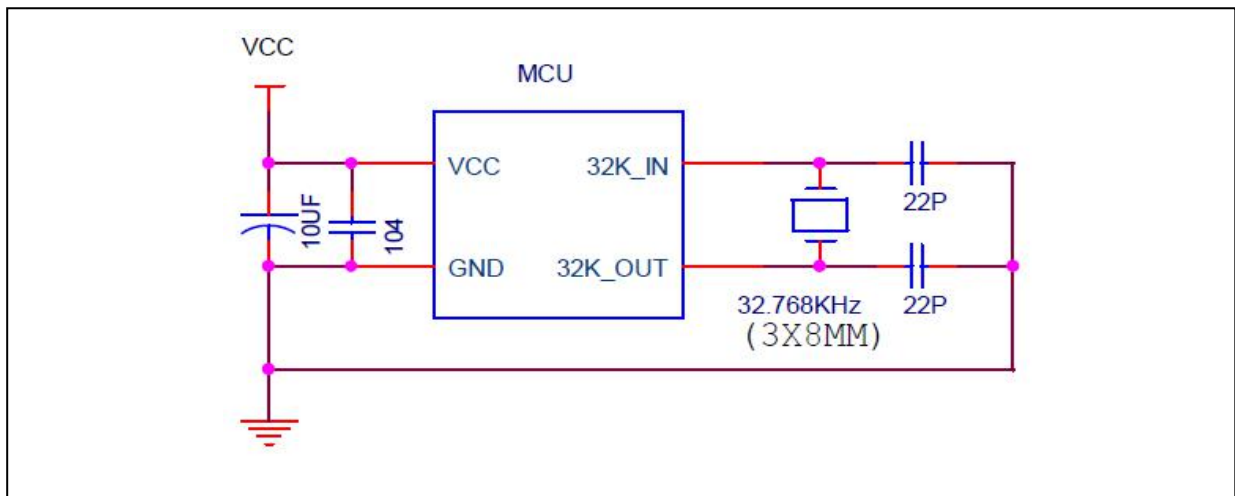 VCC
MCU
VCC
32K_IN
10UF
104
22P
GND
32K_OUT
32.768KHz
22P
(3X8MM)